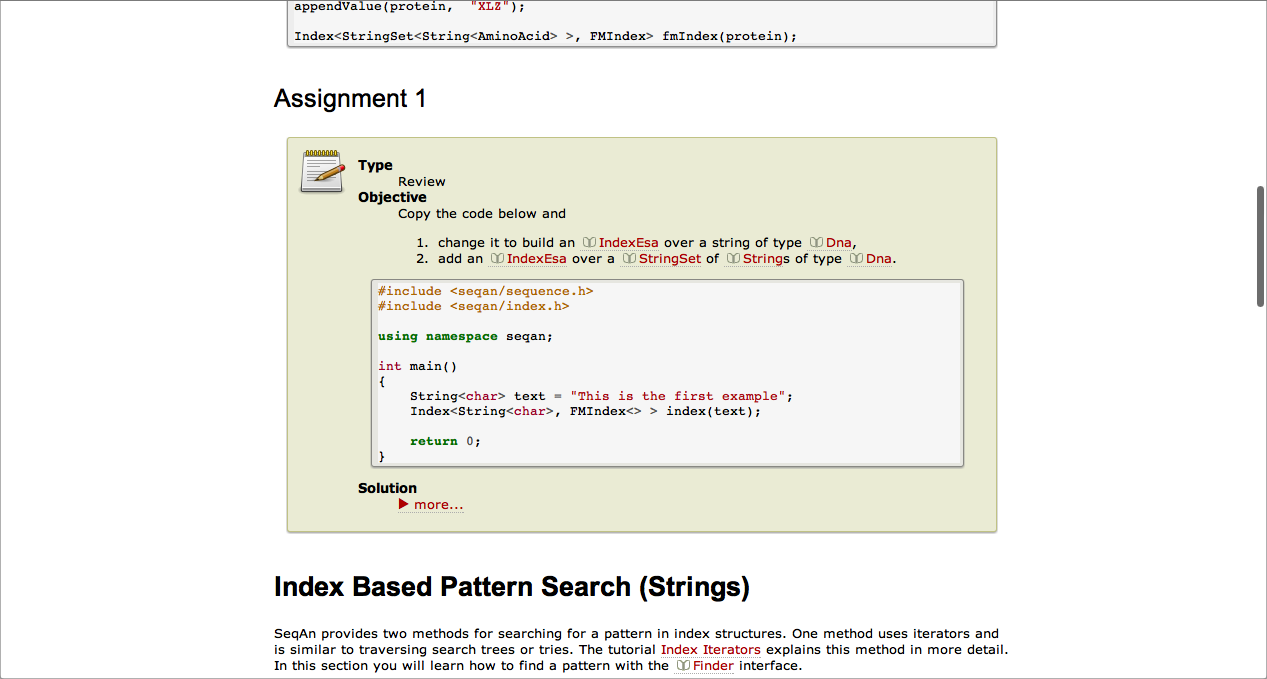 appendValue(protein,  "XLZ");
Index<StringSet<String<AminoAcid> >, FMIndex> fmIndex(protein);
Assignment 1
Type
Review
Objective
Copy the code below and
1. change it to build an IndexEsa over a string of type Dna,
2. add an IndexEsa over a StringSet of Strings of type Dna.
#include <seqan/sequence.h>
#include <seqan/index.h>
using namespace seqan;
int main()
{
    String<char> text = "This is the first example";
    Index<String<char>, FMIndex<> > index(text);
    return 0;
}
Solution
more...
Index Based Pattern Search (Strings)
SeqAn provides two methods for searching for a pattern in index structures. One method uses iterators and
is similar to traversing search trees or tries. The tutorial Index Iterators explains this method in more detail.
In this section you will learn how to find a pattern with the Finder interface.